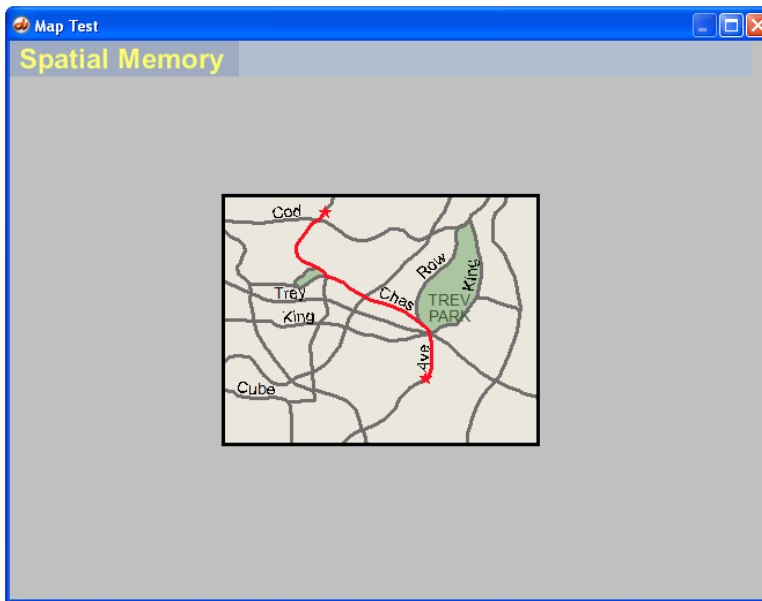 Map Test
Spatial Memory
Cod
Row
King
Trey
Chas
TREV
PARK
King
Ave
Cube